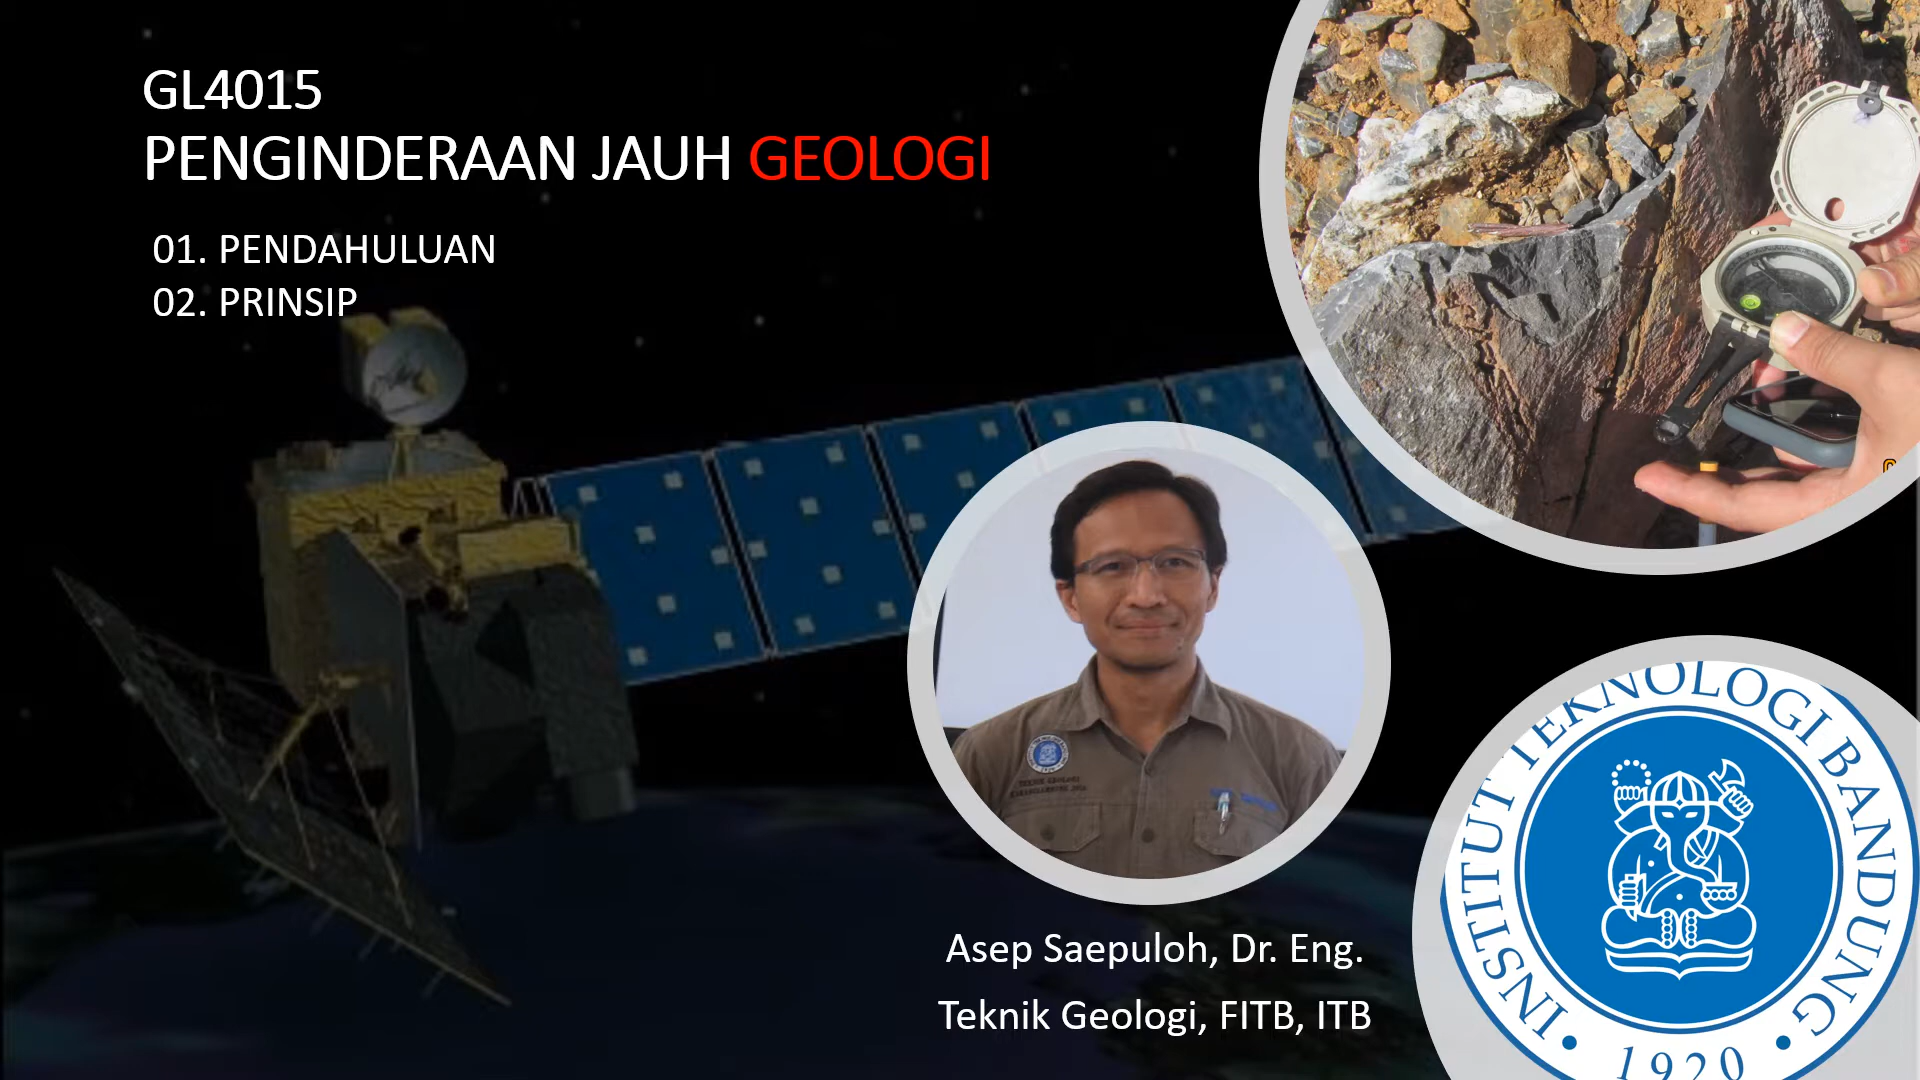 GL4015
PENGINDERAAN JAUH GEOLOGI
01. PENDAHULUAN
02. PRINSIP
Asep Saepuloh, Dr. Eng.
Teknik Geologi, FITB, ITB
INSTITUT TEKNOLOGI BANDUNG
1920